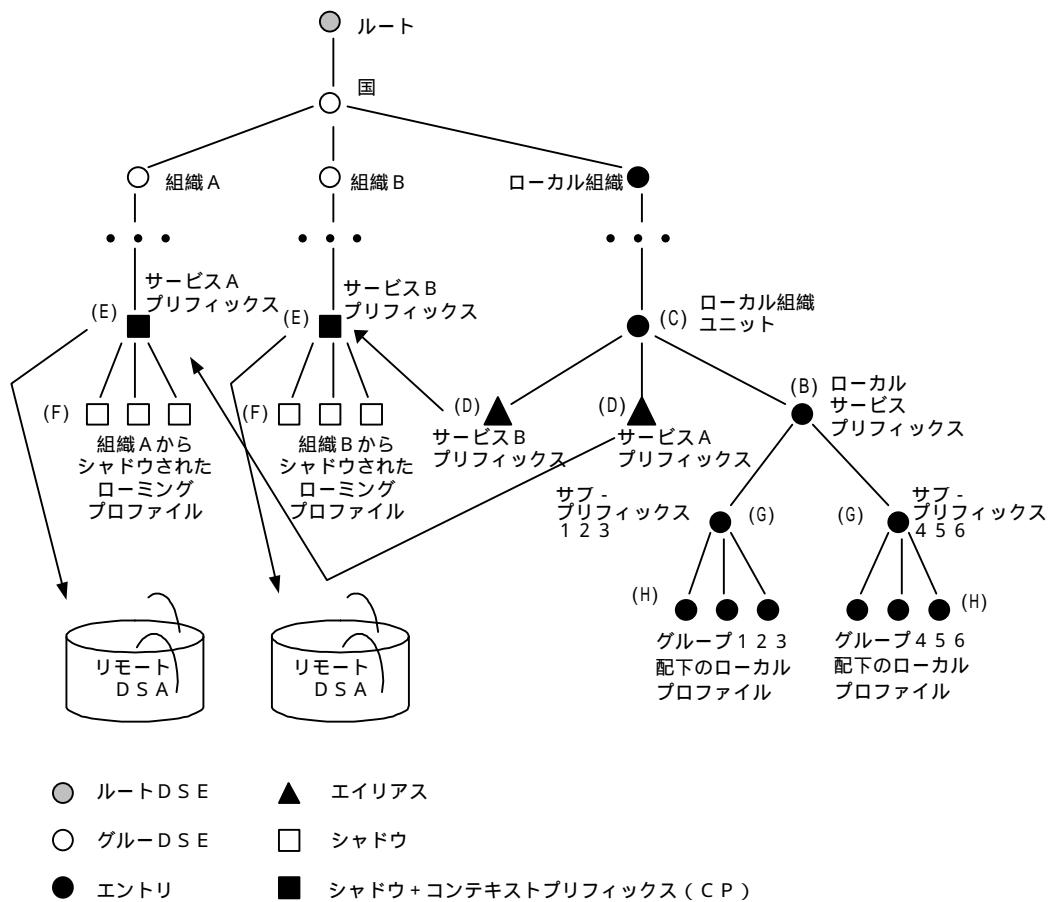 ルート
国
組織A
組織B
ローカル組織
サービスA
プリフィックス
(E)
サービスB
プリフィックス
(E)
ローカル組織
ユニット
(C)
(F)
組織Aから
シャドウされた
ローミング
プロファイル
(F)
組織Bから
シャドウされた
ローミング
プロファイル
(D)
サービスB
プリフィックス
(D)
サービスA
プリフィックス
(B)
ローカル
サービス
プリフィックス
サブ-
プリフィックス
123
(G)
(G)
サブ-
プリフィックス
456
(H)
グループ123
配下のローカル
プロファイル
(H)
グループ456
配下のローカル
プロファイル
リモート
DSA
リモート
DSA
ルートDSE
エイリアス
グルーDSE
シャドウ
エントリ
シャドウ+コンテキストプリフィックス(CP)